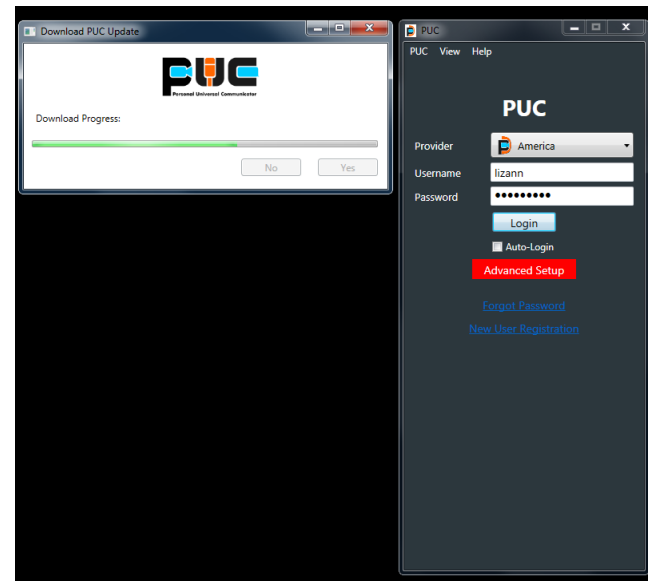 Download PUC Update
PUC
Personal Universal Communicator
Download Progress:
No
Yes
PUC
PUC View Help
PUC
Provider
America
Username
lizann
Password
Login
Auto-Login
Advanced Setup
Forgot Password
New User Registration